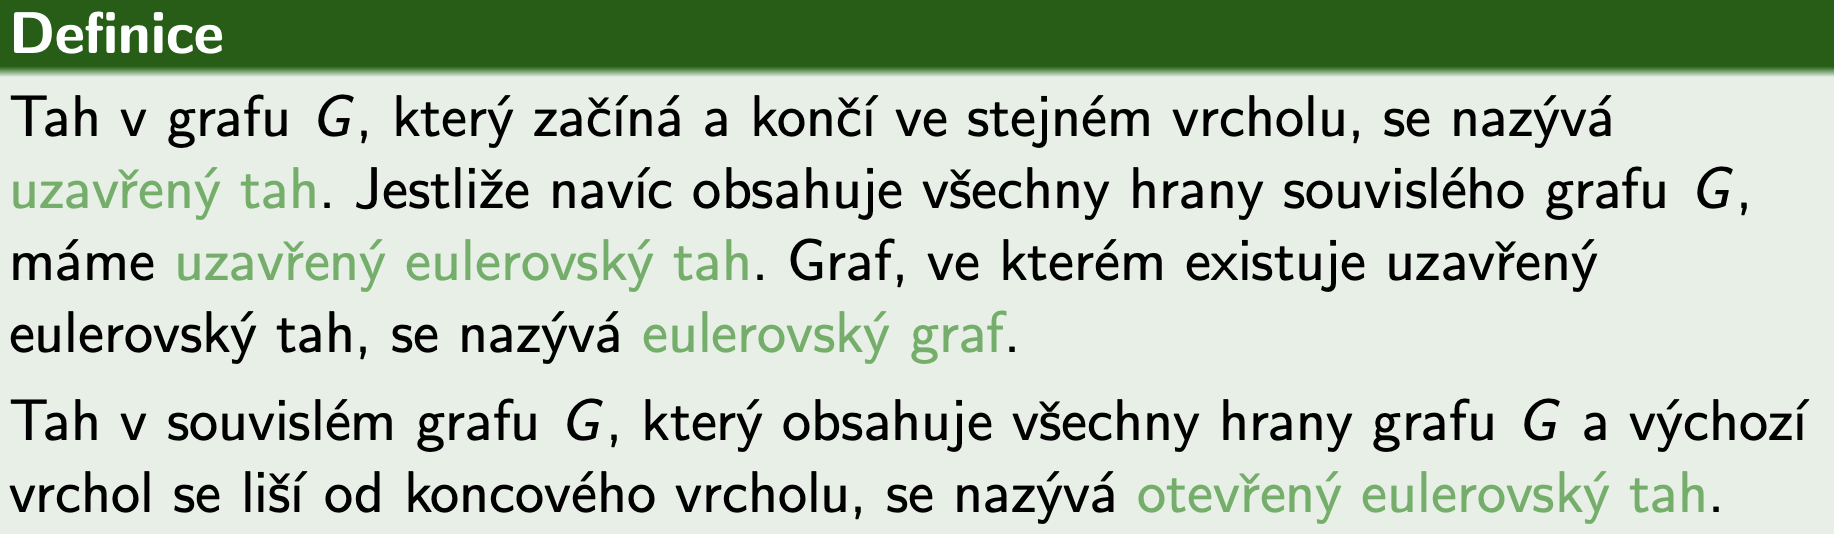 Definice
Tah v grafu G, který začíná a končí ve stejném vrcholu, se nazývá
uzavřený tah. Jestliže navíc obsahuje všechny hrany souvislého grafu G,
máme uzavřený eulerovský tah. Graf, ve kterém existuje uzavřený
eulerovský tah, se nazývá eulerovský graf.
Tah v souvislém grafu G, který obsahuje všechny hrany grafu G a výchozí
vrchol se liší od koncového vrcholu, se nazývá otevřený eulerovský tah.